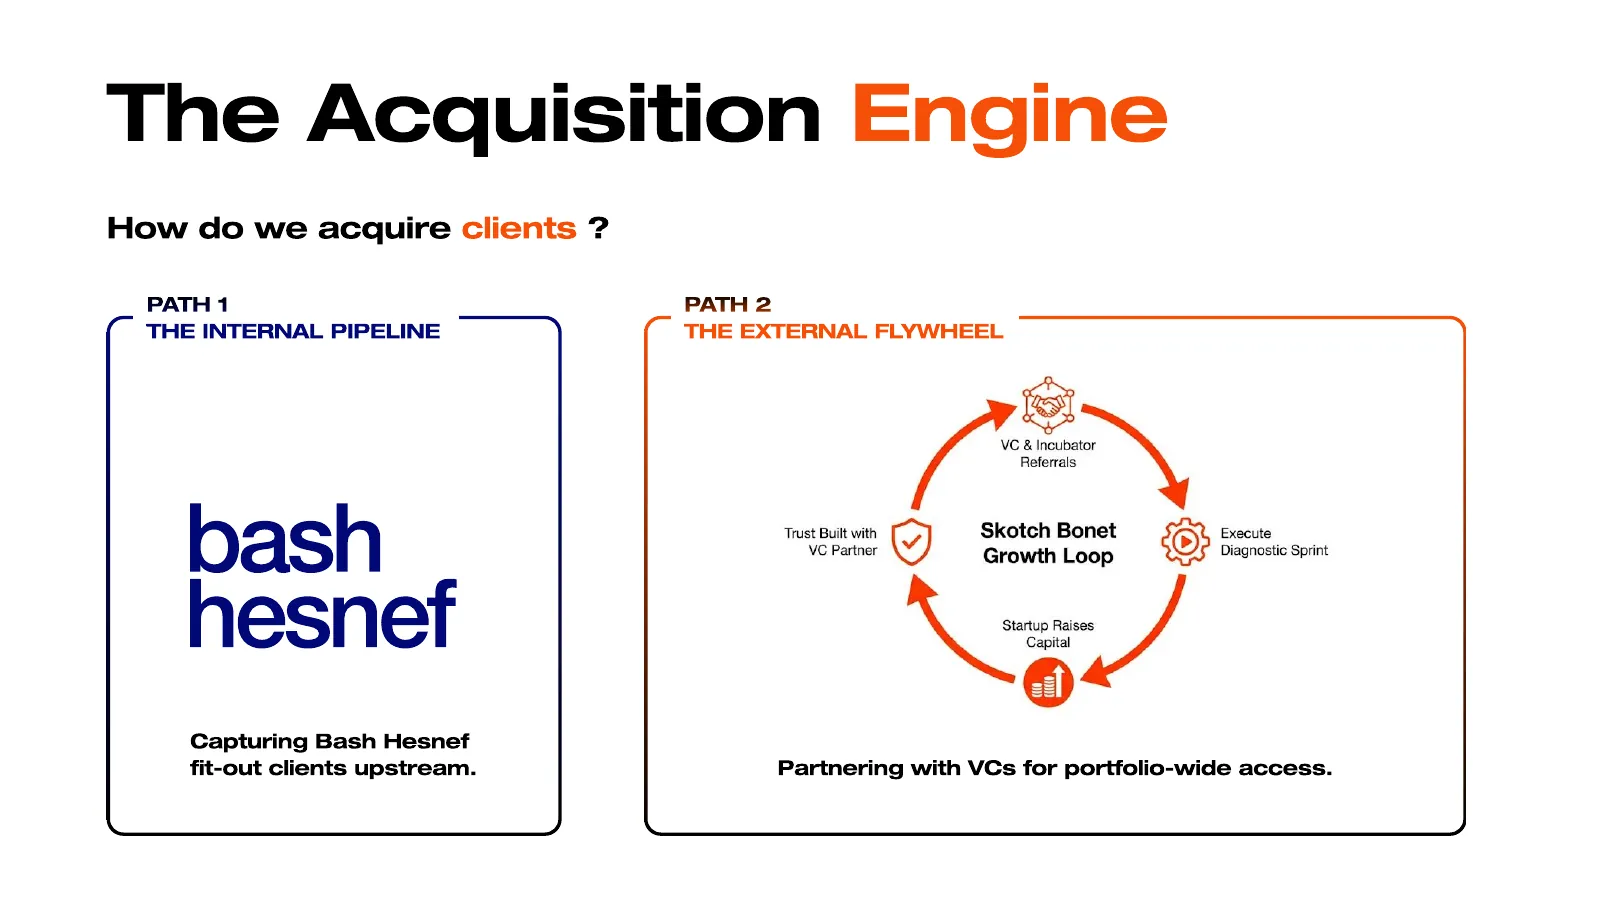 The Acquisition Engine
How do we acquire clients ?
PATH 1
THE INTERNAL PIPELINE
bash
hesnef
Capturing Bash Hesnef
fit-out clients upstream.
PATH 2
THE EXTERNAL FLYWHEEL
VC & Incubator
Referrals
Execute
Diagnostic Sprint
Startup Raises
Capital
Trust Built with
VC Partner
Skotch Bonet
Growth Loop
Partnering with VCs for portfolio-wide access.